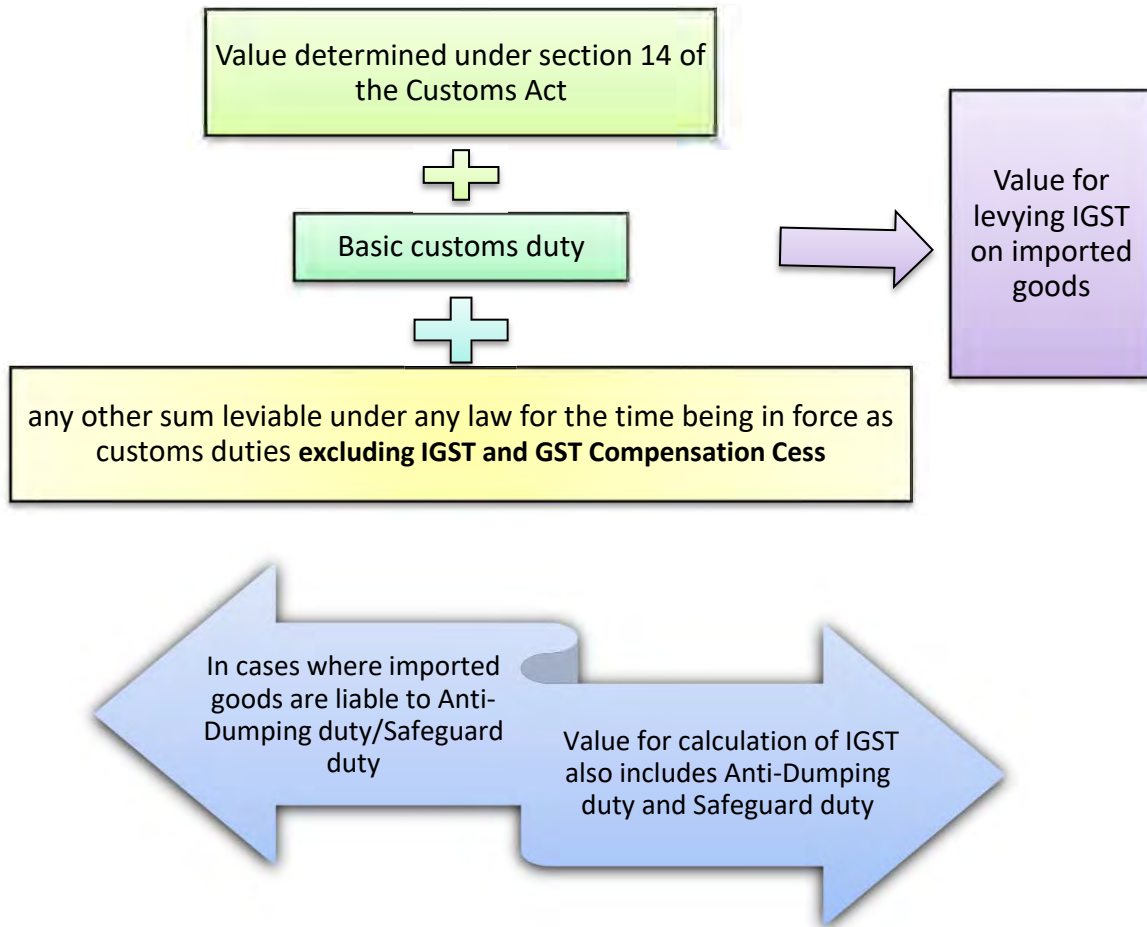 Value determined under section 14 of
the Customs Act
Basic customs duty
any other sum leviable under any law for the time being in force as
customs duties excluding IGST and GST Compensation Cess
Value for
levying IGST
on imported
goods
In cases where imported
goods are liable to Anti-
Dumping duty/Safeguard
duty
Value for calculation of IGST
also includes Anti-Dumping
duty and Safeguard duty